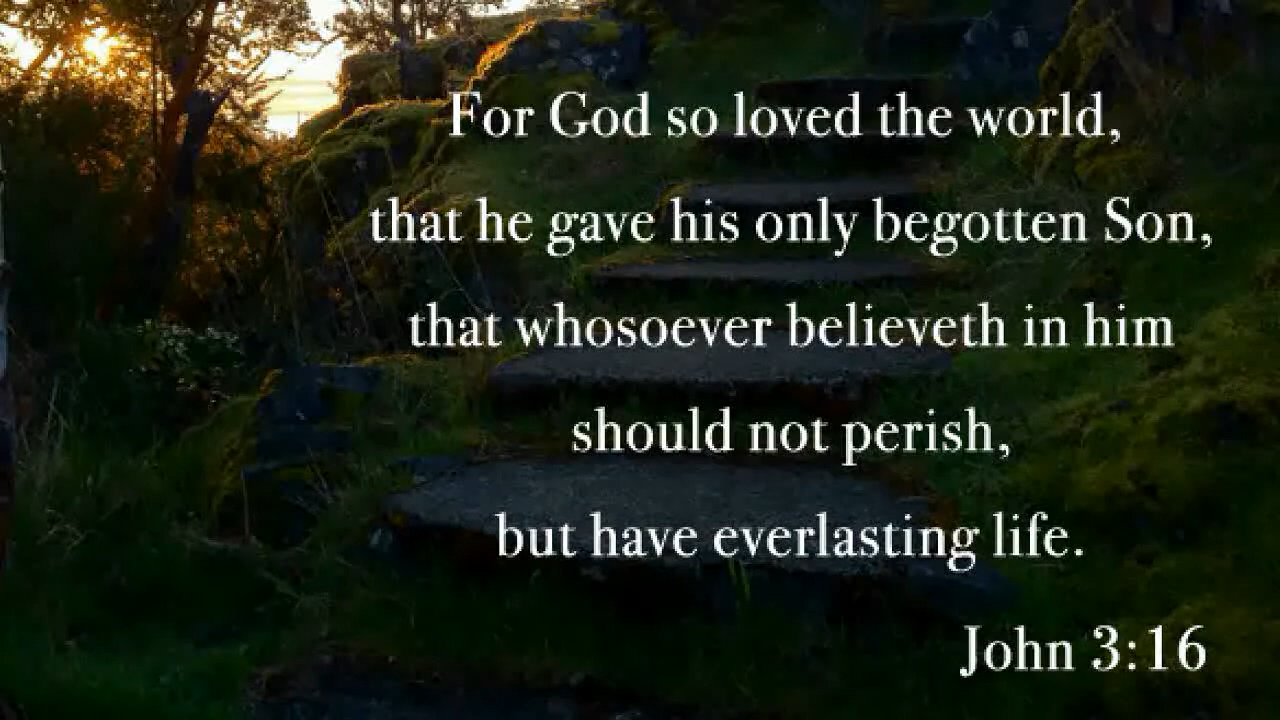 For God so loved the world,
that he gave his only begotten Son,
that whosoever believeth in him
should not perish,
but have everlasting life.
John 3:16